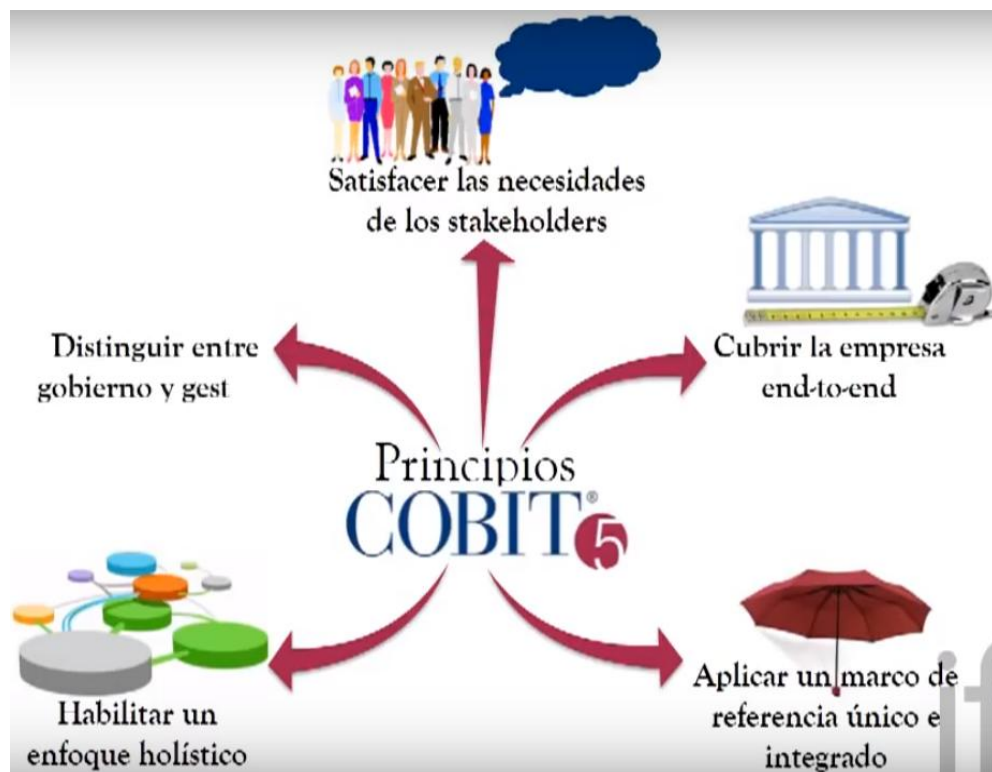 Satisfacer las necesidades
de los stakeholders
Distinguir entre
gobierno y gest
Cubrir la empresa
end-to-end
Principios
COBIT® 5
Habilitar un
enfoque holístico
Aplicar un marco de
referencia único e
integrado
if